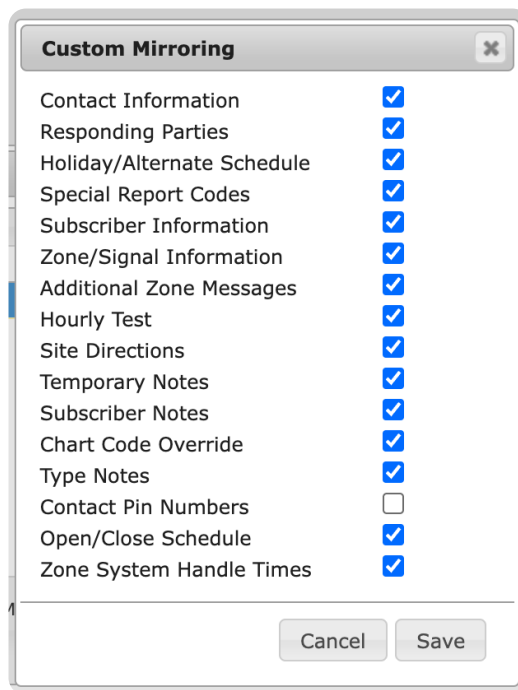 Custom Mirroring
Contact Information
Responding Parties
Holiday/Alternate Schedule
Special Report Codes
Subscriber Information
Zone/Signal Information
Additional Zone Messages
Hourly Test
Site Directions
Temporary Notes
Subscriber Notes
Chart Code Override
Type Notes
Contact Pin Numbers
Open/Close Schedule
Zone System Handle Times
Cancel Save